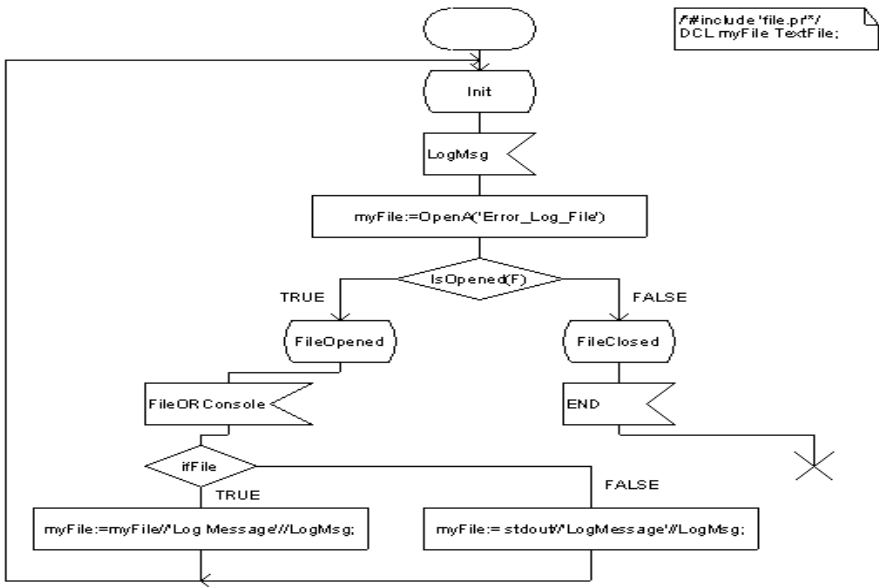 /*#include 'file.pr'*/
DCL myFile TextFile;
Init
LogMsg
myFile:=OpenA('Error_Log_File')
IsOpened(F)
TRUE
FALSE
FileOpened
FileClosed
FileORConsole
END
ifFile
TRUE
FALSE
myFile:=myFile//'Log Message'//LogMsg;
myFile:= stdout//'LogMessage'//LogMsg;